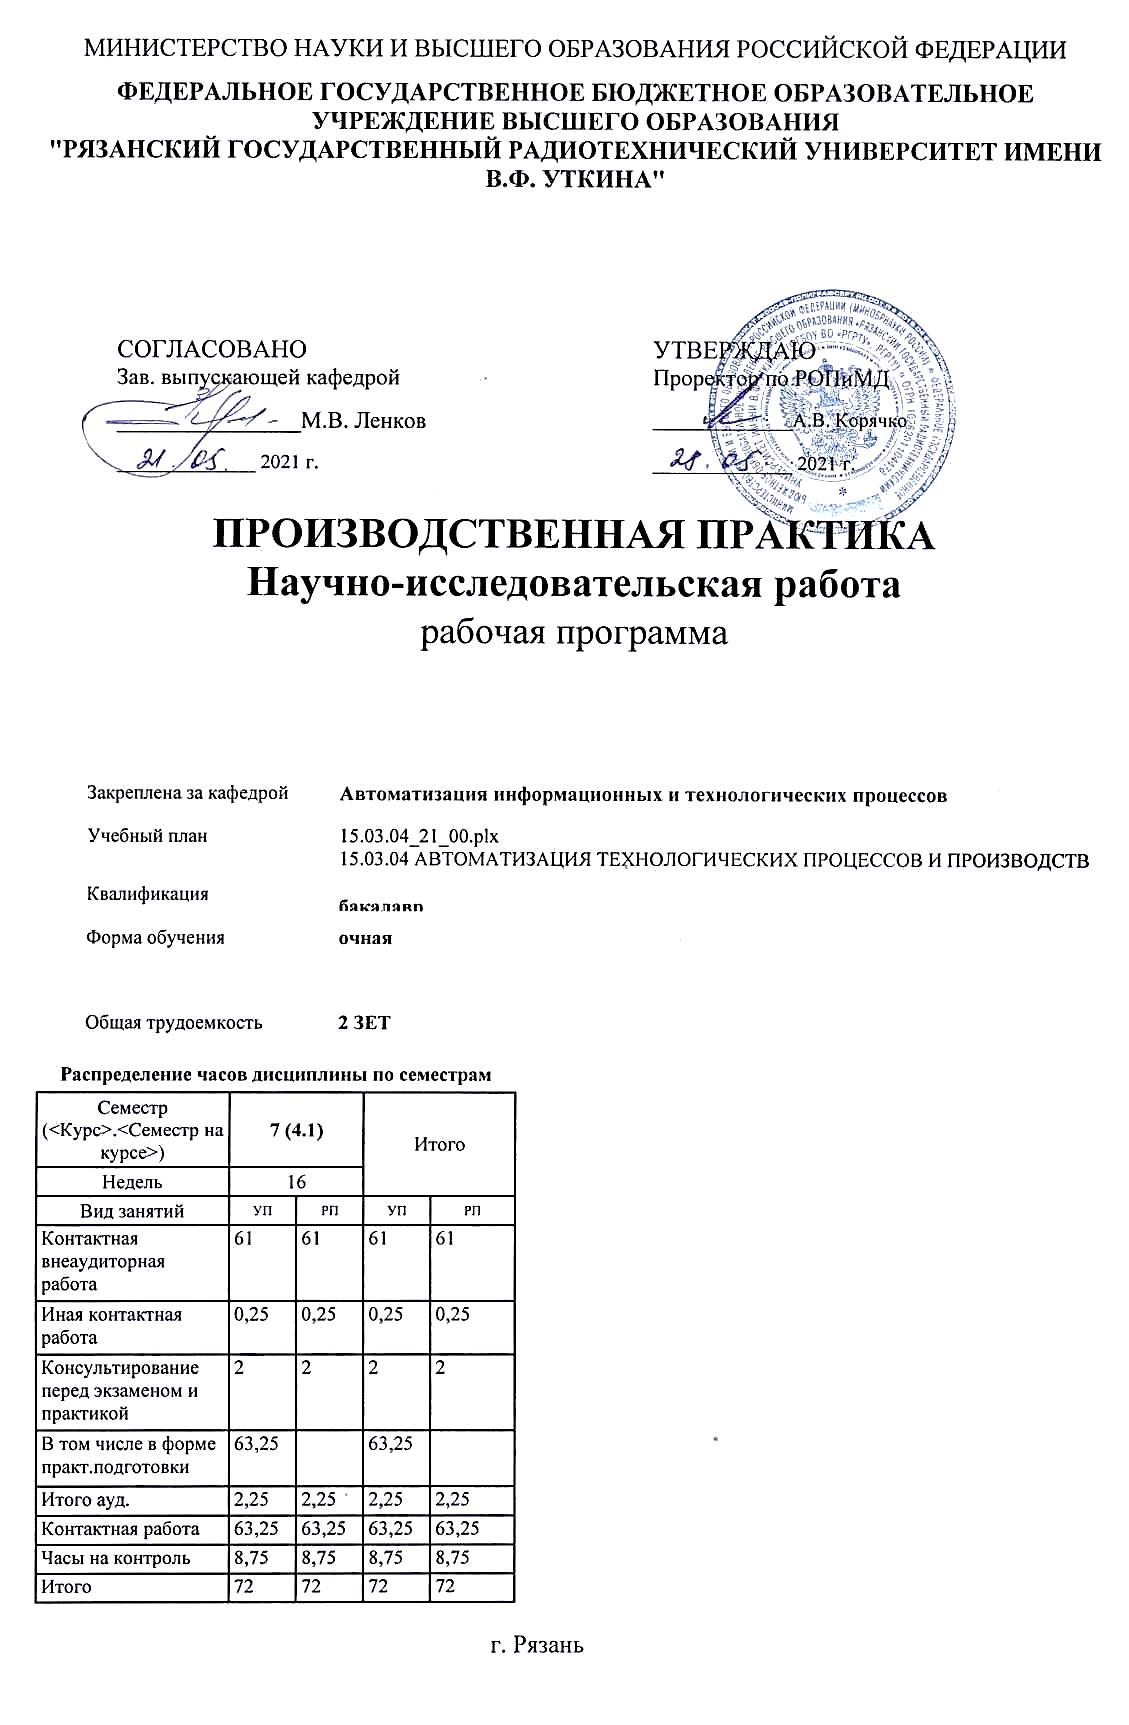 МИНИСТЕРСТВО НАУКИ И ВЫСШЕГО ОБРАЗОВАНИЯ РОССИЙСКОЙ ФЕДЕРАЦИИ
ФЕДЕРАЛЬНОЕ ГОСУДАРСТВЕННОЕ БЮДЖЕТНОЕ ОБРАЗОВАТЕЛЬНОЕ
УЧРЕЖДЕНИЕ ВЫСШЕГО ОБРАЗОВАНИЯ
"РЯЗАНСКИЙ ГОСУДАРСТВЕННЫЙ РАДИОТЕХНИЧЕСКИЙ УНИВЕРСИТЕТ ИМЕНИ
В.Ф. УТКИНА"
СОГЛАСОВАНО
Зав. выпускающей кафедрой
М.В. Ленков
21. 05 2021 г.
УТВЕРЖДАЮ
Проректор по РОПиМД
А.В. Корячко
28. 05 2021 г.
ПРОИЗВОДСТВЕННАЯ ПРАКТИКА
Научно-исследовательская работа
рабочая программа
Закреплена за кафедрой Автоматизация информационных и технологических процессов
Учебный план 15.03.04_21_00.plx
15.03.04 АВТОМАТИЗАЦИЯ ТЕХНОЛОГИЧЕСКИХ ПРОЦЕССОВ И ПРОИЗВОДСТВ
Квалификация бакалавр
Форма обучения очная
Общая трудоемкость 2 ЗЕТ
Распределение часов дисциплины по семестрам
Семестр
(<Курс>.<Семестр на
курсе>)
7 (4.1)
Итого
Недель 16
Вид занятий УП РП УП РП
Контактная
внеаудиторная
работа
61 61 61 61
Иная контактная
работа
0,25 0,25 0,25 0,25
Консультирование
перед экзаменом и
практикой
2 2 2 2
В том числе в форме
практ.подготовки
63,25 63,25
Итого ауд. 2,25 2,25 2,25 2,25
Контактная работа 63,25 63,25 63,25 63,25
Часы на контроль 8,75 8,75 8,75 8,75
Итого 72 72 72 72
г. Рязань